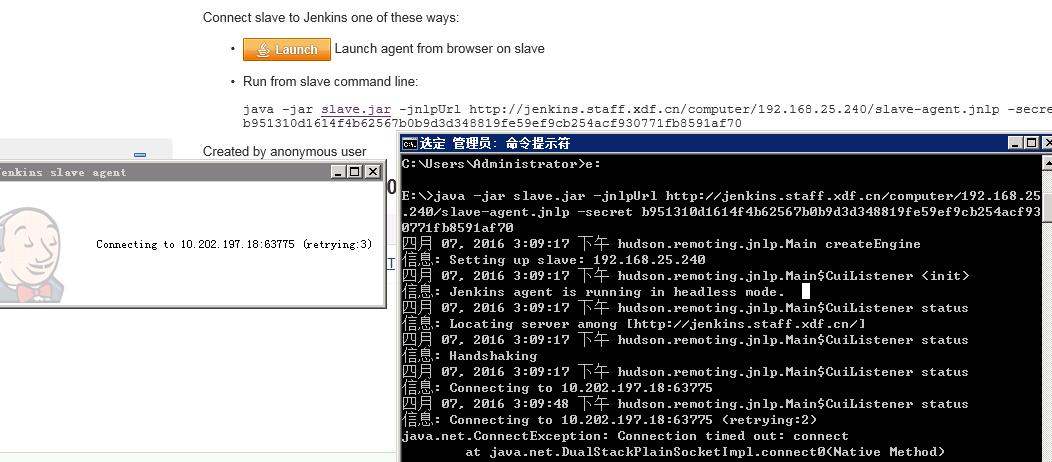 Connect slave to Jenkins one of these ways:
Launch Launch agent from browser on slave
Run from slave command line:
java -jar slave.jar -jnlpUrl http://jenkins.staff.xdf.cn/computer/192.168.25.240/slave-agent.jnlp -secre
b951310d1614f4b62567b0b9d3d348819fe59ef9cb254acf930771fb8591af70
Created by anonymous user
enkins slave agent
Connecting to 10.202.197.18:63775 (retrying:3)
选定 管理员: 命令提示符
C:\Users\Administrator>e:
E:\>java -jar slave.jar -jnlpUrl http://jenkins.staff.xdf.cn/computer/192.168.25
.240/slave-agent.jnlp -secret b951310d1614f4b62567b0b9d3d348819fe59ef9cb254acf93
0771fb8591af70
四月 07, 2016 3:09:17 下午 hudson.remoting.jnlp.Main createEngine
信息: Setting up slave: 192.168.25.240
四月 07, 2016 3:09:17 下午 hudson.remoting.jnlp.Main$CuiListener <init>
信息: Jenkins agent is running in headless mode.
四月 07, 2016 3:09:17 下午 hudson.remoting.jnlp.Main$CuiListener status
信息: Locating server among [http://jenkins.staff.xdf.cn/]
四月 07, 2016 3:09:17 下午 hudson.remoting.jnlp.Main$CuiListener status
信息: Handshaking
四月 07, 2016 3:09:17 下午 hudson.remoting.jnlp.Main$CuiListener status
信息: Connecting to 10.202.197.18:63775
四月 07, 2016 3:09:48 下午 hudson.remoting.jnlp.Main$CuiListener status
信息: Connecting to 10.202.197.18:63775 (retrying:2)
java.net.ConnectException: Connection timed out: connect
at java.net.DualStackPlainSocketImpl.connect0(Native Method)